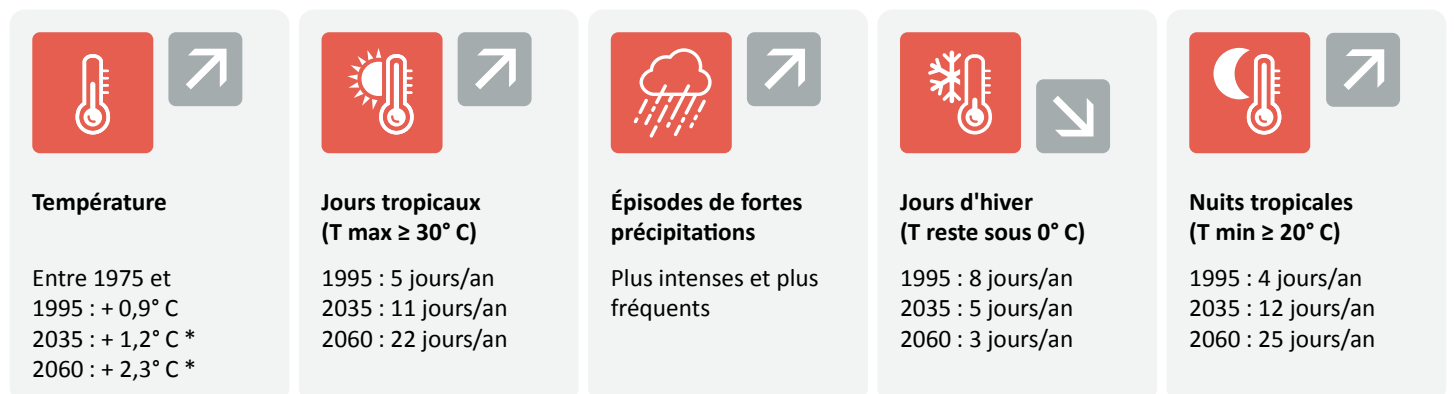 Température
Entre 1975 et
1995 : + 0,9° C
2035 : + 1,2° C *
2060 : + 2,3° C *
Jours tropicaux
(T max ≥ 30° C)
1995 : 5 jours/an
2035 : 11 jours/an
2060 : 22 jours/an
Épisodes de fortes
précipitations
Plus intenses et plus
fréquents
Jours d'hiver
(T reste sous 0° C)
1995 : 8 jours/an
2035 : 5 jours/an
2060 : 3 jours/an
Nuits tropicales
(T min ≥ 20° C)
1995 : 4 jours/an
2035 : 12 jours/an
2060 : 25 jours/an